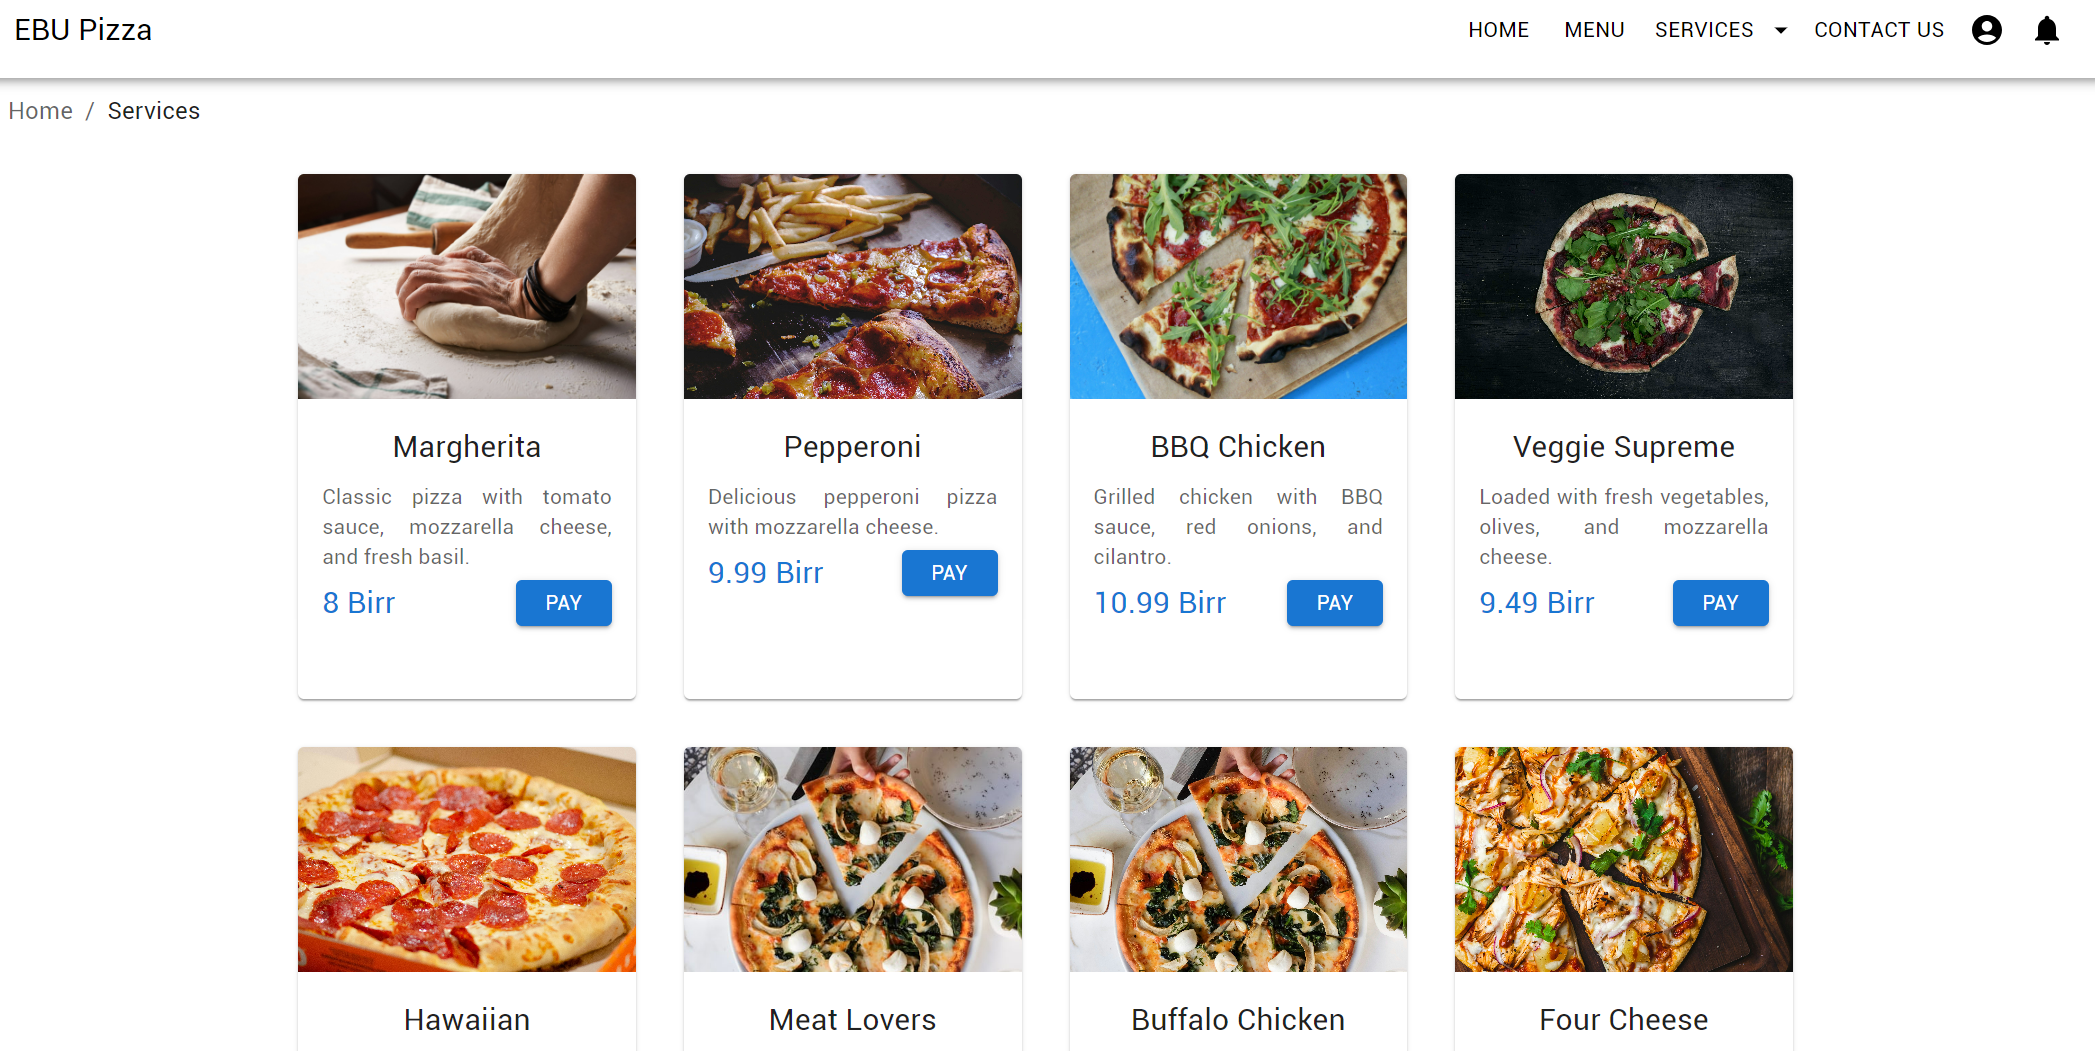 EBU Pizza
HOME MENU SERVICES CONTACT US
Home / Services
Margherita
Classic pizza with tomato
sauce, mozzarella cheese,
and fresh basil.
8 Birr PAY
Pepperoni
Delicious pepperoni pizza
with mozzarella cheese.
9.99 Birr PAY
BBQ Chicken
Grilled chicken with BBQ
sauce, red onions, and
cilantro.
10.99 Birr PAY
Veggie Supreme
Loaded with fresh vegetables,
olives, and mozzarella
cheese.
9.49 Birr PAY
Hawaiian
Meat Lovers
Buffalo Chicken
Four Cheese